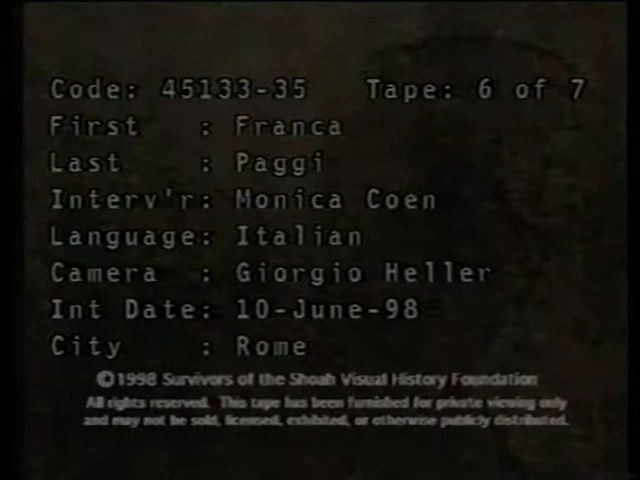 Code: 45133-35 Tape: 6 of 7
First : Franca
Last : Paggi
Interv'r: Monica Coen
Language: Italian
Camera : Giorgio Heller
Int Date: 10-June-98
City : Rome
©1998 Survivors of the Shoah Visual History Foundation
All rights reserved. This tape has been furnished for private viewing only
and may not be sold, licensed, exhibited, or otherwise publicly distributed.